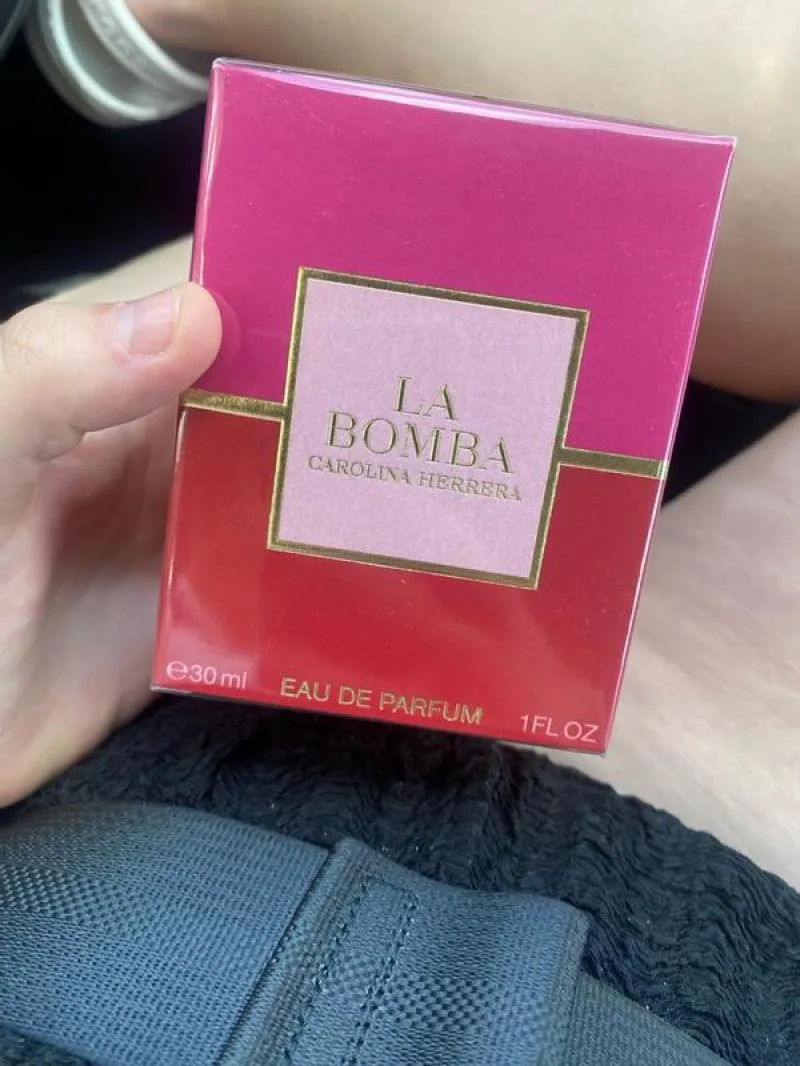 LA
BOMBA
CAROLINA HERRERA
℮30 ml
EAU DE PARFUM
1FL OZ